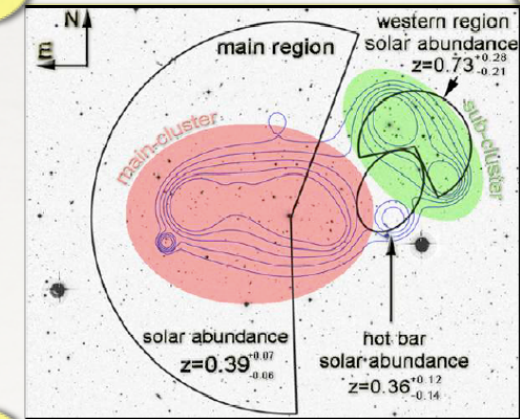 N
E
main region
western region
solar abundance
z=0.73 +0.28 -0.21
main-cluster
sub-cluster
solar abundance
z=0.39 +0.07 -0.06
hot bar
solar abundance
z=0.36 +0.12 -0.14